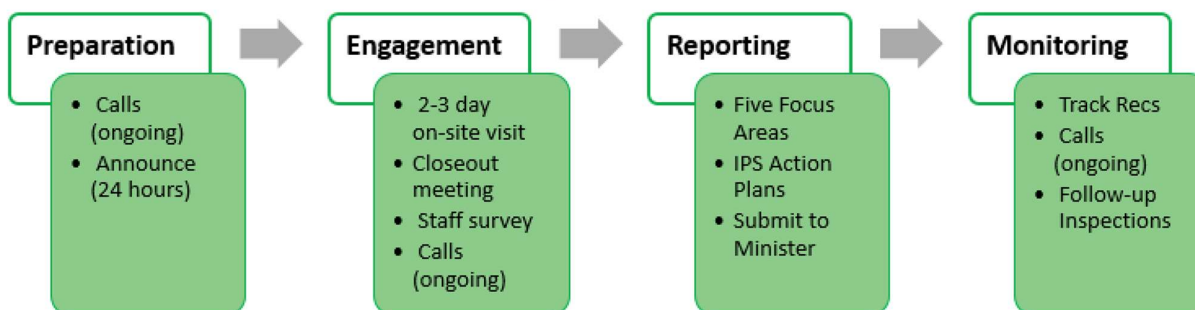 Preparation
• Calls
(ongoing)
• Announce
(24 hours)
Engagement
• 2-3 day
on-site visit
• Closeout
meeting
• Staff survey
• Calls
(ongoing)
Reporting
• Five Focus
Areas
• IPS Action
Plans
• Submit to
Minister
Monitoring
• Track Recs
• Calls
(ongoing)
• Follow-up
Inspections